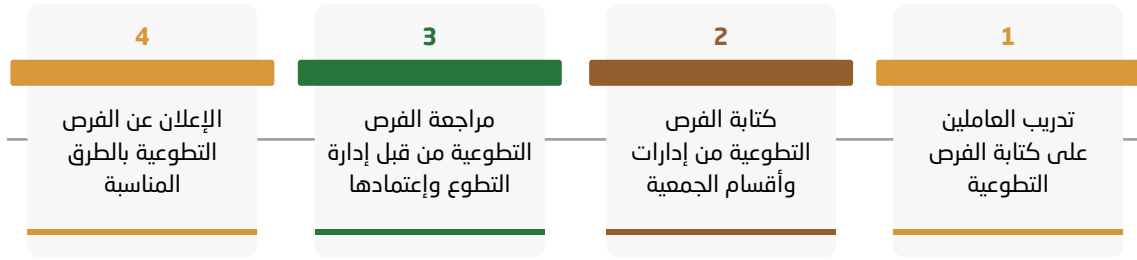 1
تدريب العاملين
على كتابة الفرص
التطوعية
2
كتابة الفرص
التطوعية من إدارات
وأقسام الجمعية
3
مراجعة الفرص
التطوعية من قبل إدارة
التطوع وإعتمادها
4
الإعلان عن الفرص
التطوعية بالطرق
المناسبة